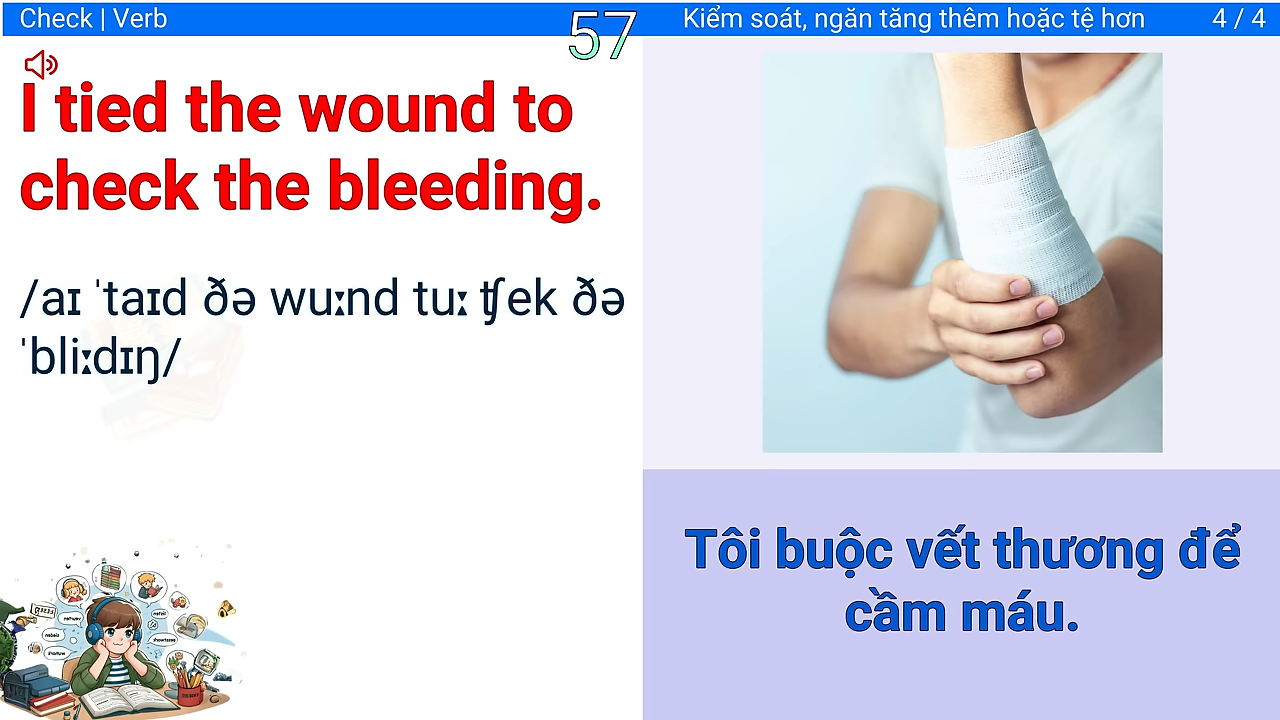 Check | Verb
57
Kiểm soát, ngăn tăng thêm hoặc tệ hơn
4 / 4
I tied the wound to
check the bleeding.
/aɪ ˈtaɪd ðə wuːnd tuː ʧek ðə
ˈbliːdɪŋ/
Tôi buộc vết thương để
cầm máu.